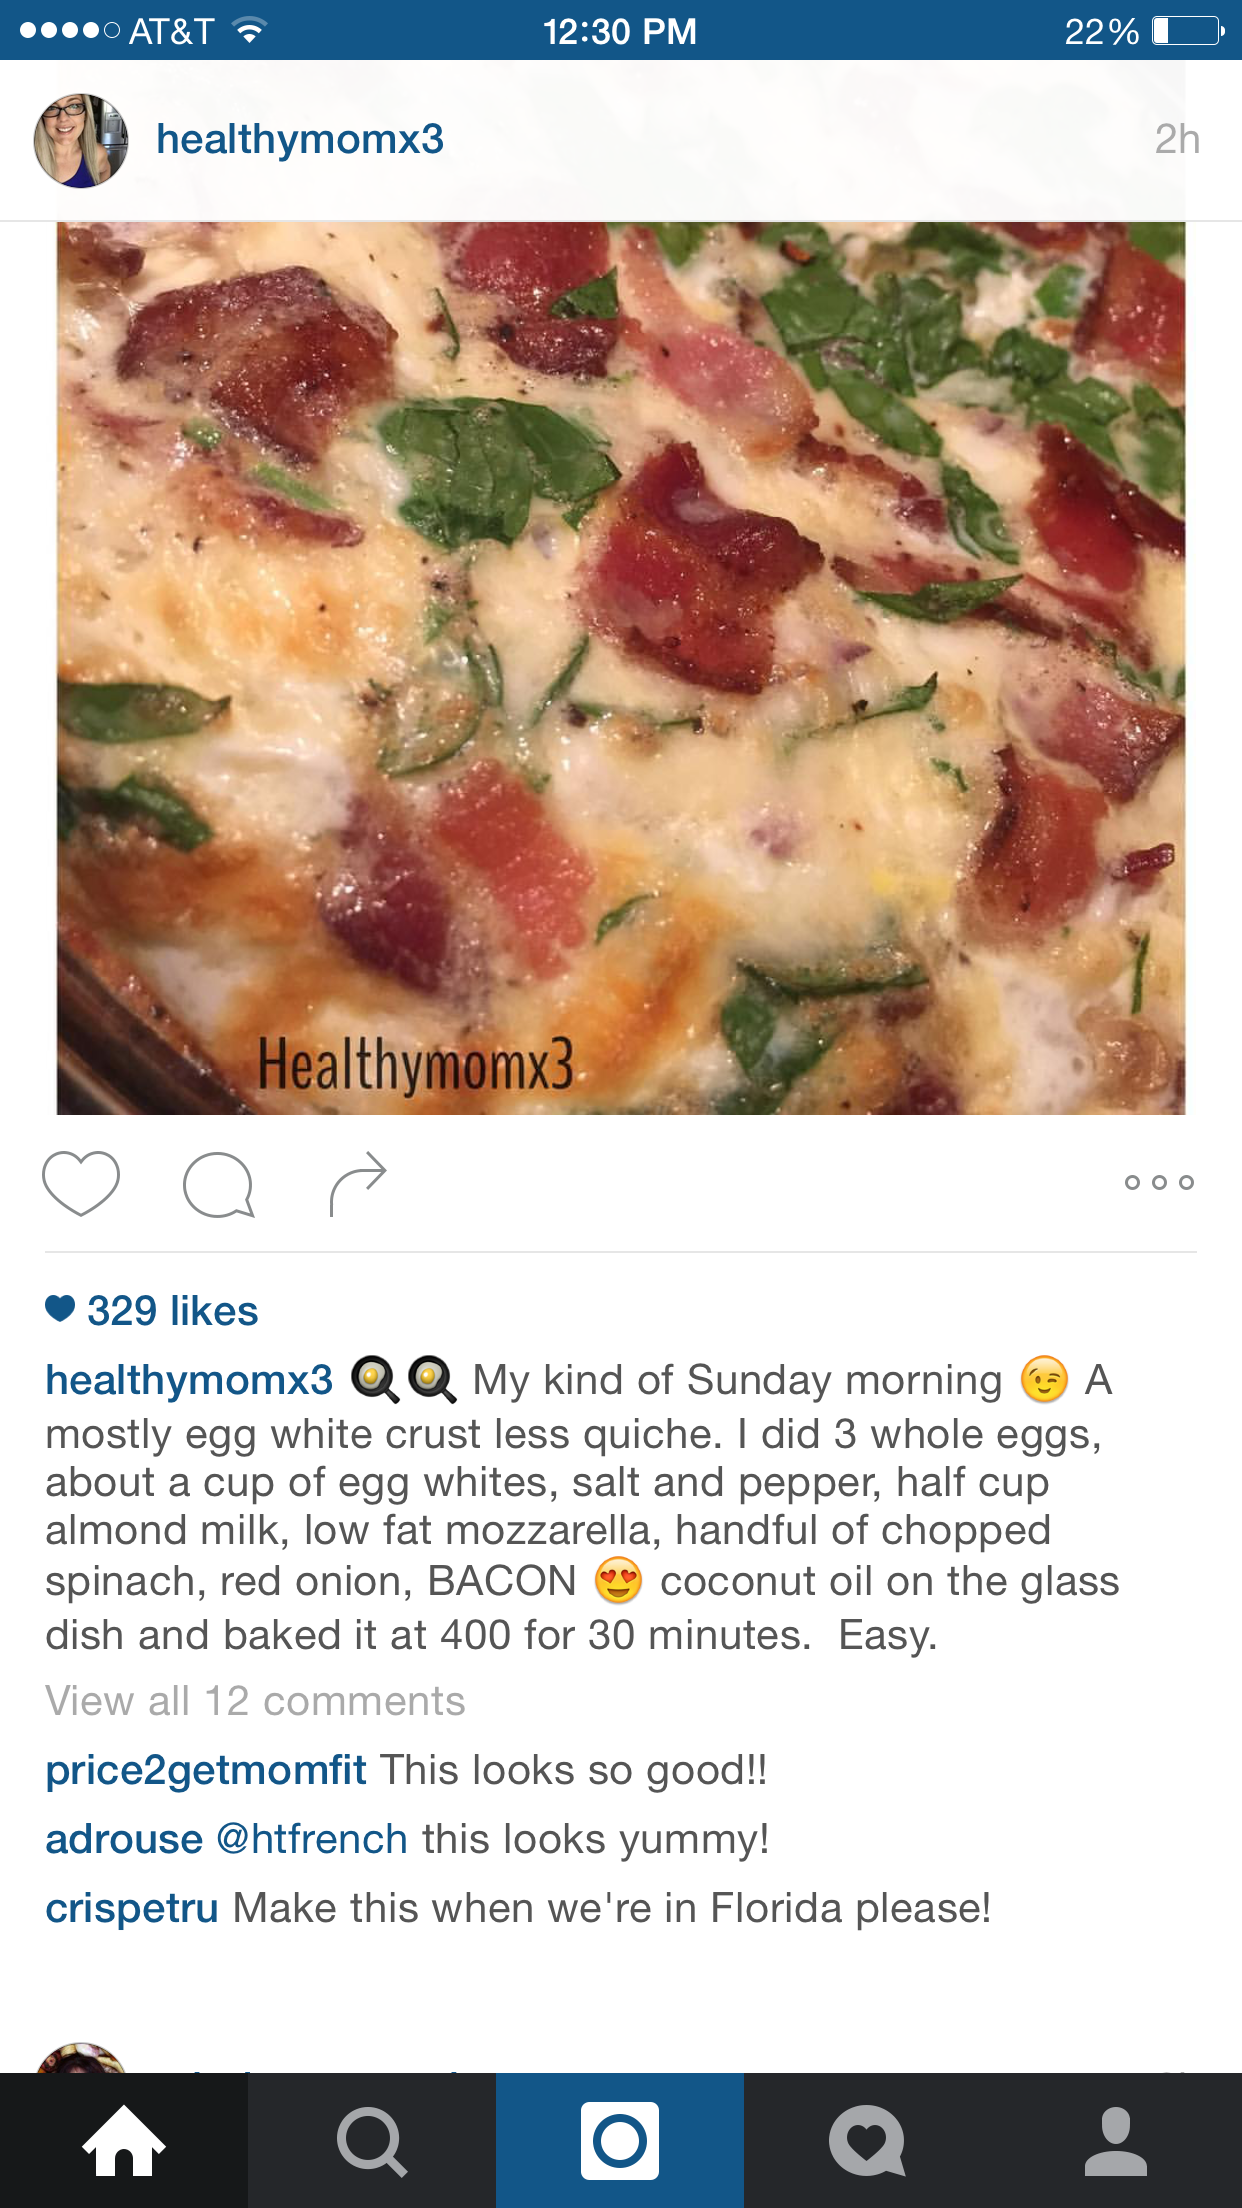 AT&T 12:30 PM 22%
healthymomx3 2h
Healthymomx3
329 likes
healthymomx3 🍳🍳 My kind of Sunday morning 😉 A
mostly egg white crust less quiche. I did 3 whole eggs,
about a cup of egg whites, salt and pepper, half cup
almond milk, low fat mozzarella, handful of chopped
spinach, red onion, BACON 😍 coconut oil on the glass
dish and baked it at 400 for 30 minutes.  Easy.
View all 12 comments
price2getmomfit This looks so good!!
adrouse @htfrench this looks yummy!
crispetru Make this when we're in Florida please!